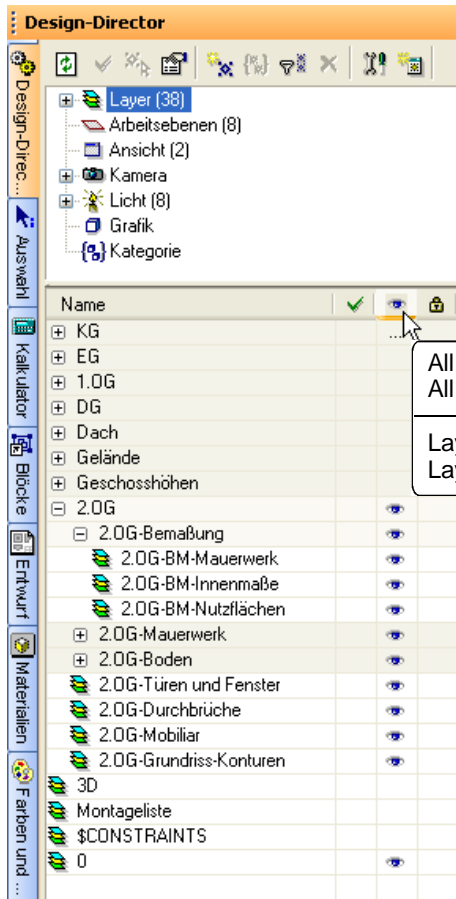 Design-Director
Design-Direc...
Auswahl
Kalkulator
Blöcke
Entwurf
Materialien
Farben und ...
Layer (38)
Arbeitsebenen (8)
Ansicht (2)
Kamera
Licht (8)
Grafik
Kategorie
Name
KG ...
EG
1.OG
DG
Dach
Gelände
Geschosshöhen
2.OG
2.OG-Bemaßung
2.OG-BM-Mauerwerk
2.OG-BM-Innenmaße
2.OG-BM-Nutzflächen
2.OG-Mauerwerk
2.OG-Boden
2.OG-Türen und Fenster
2.OG-Durchbrüche
2.OG-Mobiliar
2.OG-Grundriss-Konturen
3D
Montageliste
$CONSTRAINTS
0
All
All
Lay
Lay